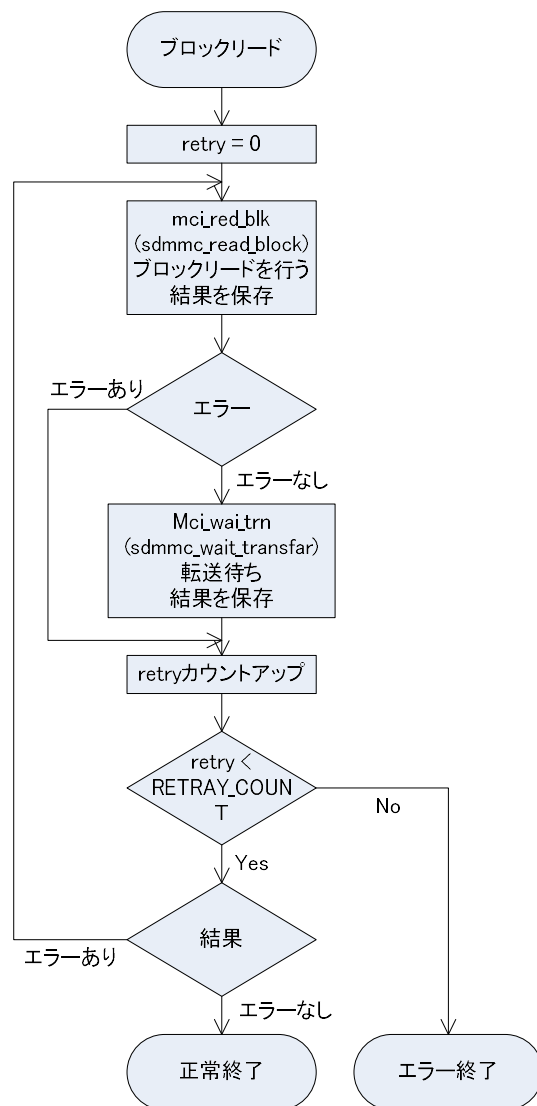 ブロックリード
retry = 0
mci_red_blk
(sdmmc_read_block)
ブロックリードを行う
結果を保存
エラーあり
エラー
エラーなし
Mci_wai_trn
(sdmmc_wait_transfar)
転送待ち
結果を保存
retryカウントアップ
retry <
RETRAY_COUN
T
No
Yes
結果
エラーあり
エラーなし
正常終了
エラー終了